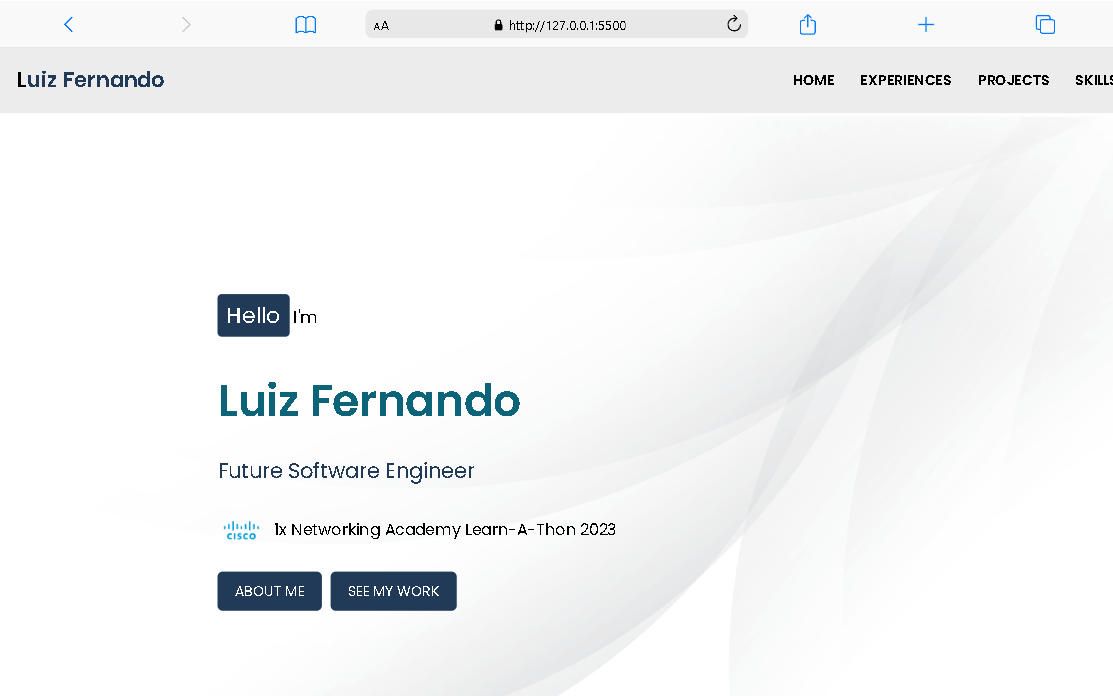 AA http://127.0.0.1:5500
Luiz Fernando HOME EXPERIENCES PROJECTS SKILLS
Hello I'm
Luiz Fernando
Future Software Engineer
CISCO 1x Networking Academy Learn-A-Thon 2023
ABOUT ME SEE MY WORK